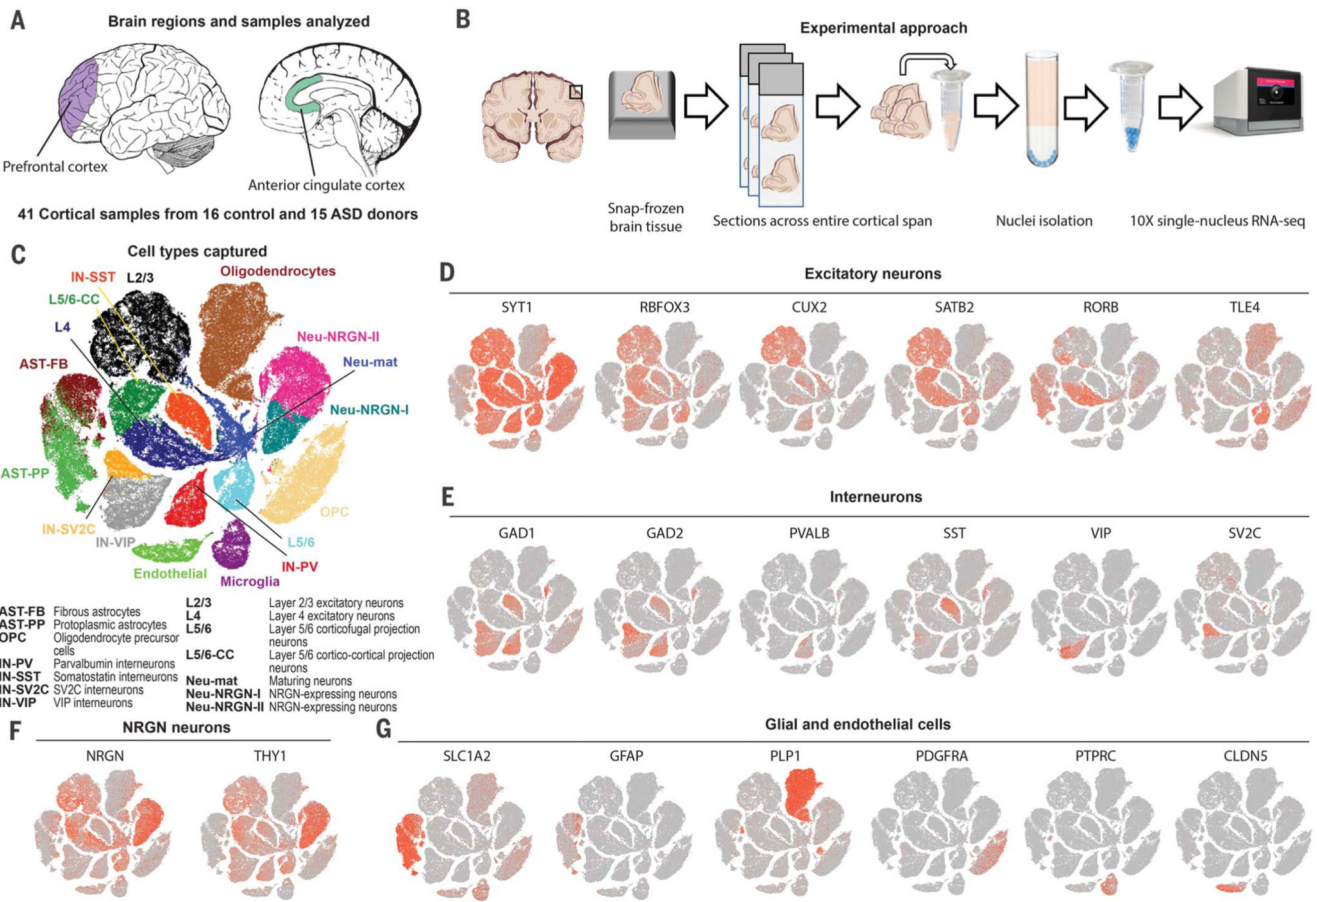 A
Brain regions and samples analyzed
Prefrontal cortex
Anterior cingulate cortex
41 Cortical samples from 16 control and 15 ASD donors
B
Experimental approach
Snap-frozen
brain tissue
Sections across entire cortical span
Nuclei isolation
10X single-nucleus RNA-seq
C
Cell types captured
IN-SST
L2/3
Oligodendrocytes
L5/6-CC
L4
Neu-NRGN-II
Neu-mat
AST-FB
Neu-NRGN-I
AST-PP
OPC
IN-SV2C
IN-VIP
L5/6
IN-PV
Endothelial
Microglia
AST-FB Fibrous astrocytes
AST-PP Protoplasmic astrocytes
OPC Oligodendrocyte precursor
cells
IN-PV Parvalbumin interneurons
IN-SST Somatostatin interneurons
IN-SV2C SV2C interneurons
IN-VIP VIP interneurons
L2/3 Layer 2/3 excitatory neurons
L4 Layer 4 excitatory neurons
L5/6 Layer 5/6 corticofugal projection
neurons
L5/6-CC Layer 5/6 cortico-cortical projection
neurons
Neu-mat Maturing neurons
Neu-NRGN-I NRGN-expressing neurons
Neu-NRGN-II NRGN-expressing neurons
D
Excitatory neurons
SYT1 RBFOX3 CUX2 SATB2 RORB TLE4
E
Interneurons
GAD1 GAD2 PVALB SST VIP SV2C
F
NRGN neurons
NRGN THY1
G
Glial and endothelial cells
SLC1A2 GFAP PLP1 PDGFRA PTPRC CLDN5